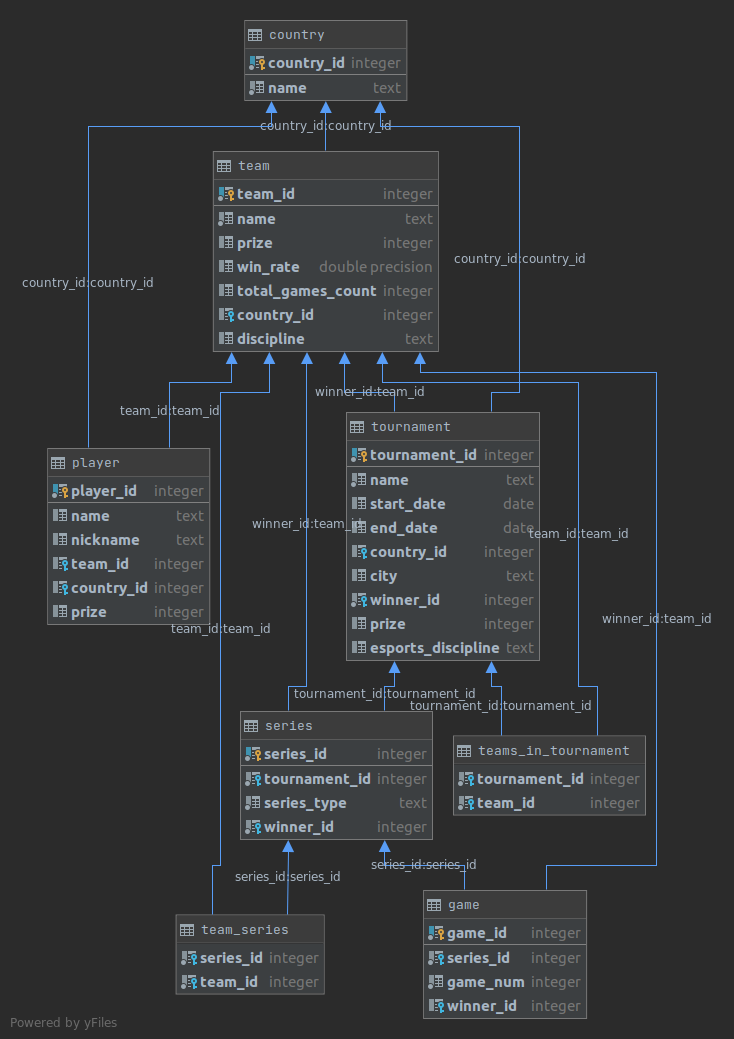 country
country_id integer
name text
country_id:country_id
team
team_id integer
name text
prize integer
win_rate double precision
total_games_count integer
country_id integer
discipline text
country_id:country_id
country_id:country_id
winner_id:team_id
team_id:team_id
tournament
tournament_id integer
name text
start_date date
end_date date
country_id integer
city text
winner_id integer
prize integer
esports_discipline text
player
player_id integer
name text
nickname text
team_id integer
country_id integer
prize integer
winner_id:team_id
team_id:team_id
winner_id:team_id
team_id:team_id
tournament_id:tournament_id
tournament_id:tournament_id
series
series_id integer
tournament_id integer
series_type text
winner_id integer
teams_in_tournament
tournament_id integer
team_id integer
series_id:series_id
series_id:series_id
team_series
series_id integer
team_id integer
game
game_id integer
series_id integer
game_num integer
winner_id integer
Powered by yFiles